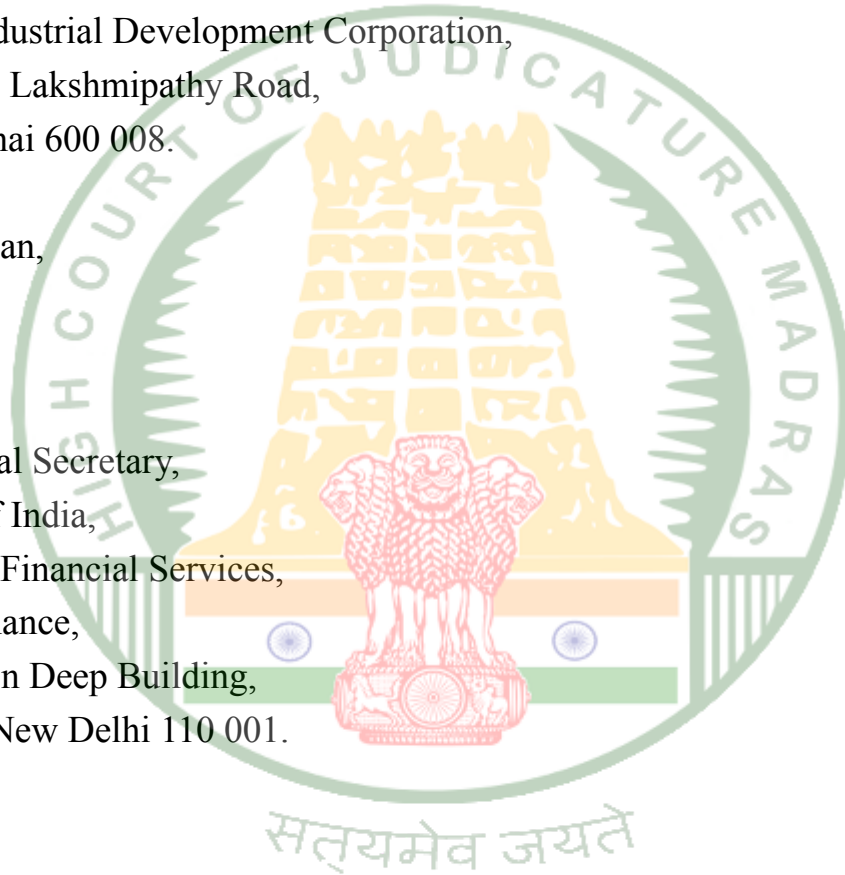 dustrial Development Corporation,
Lakshmipathy Road,
nai 600 008.
an,
al Secretary,
f India,
Financial Services,
nance,
n Deep Building,
New Delhi 110 001.
HIGH COURT OF JUDICATURE MADRAS
सत्यमेव जयते